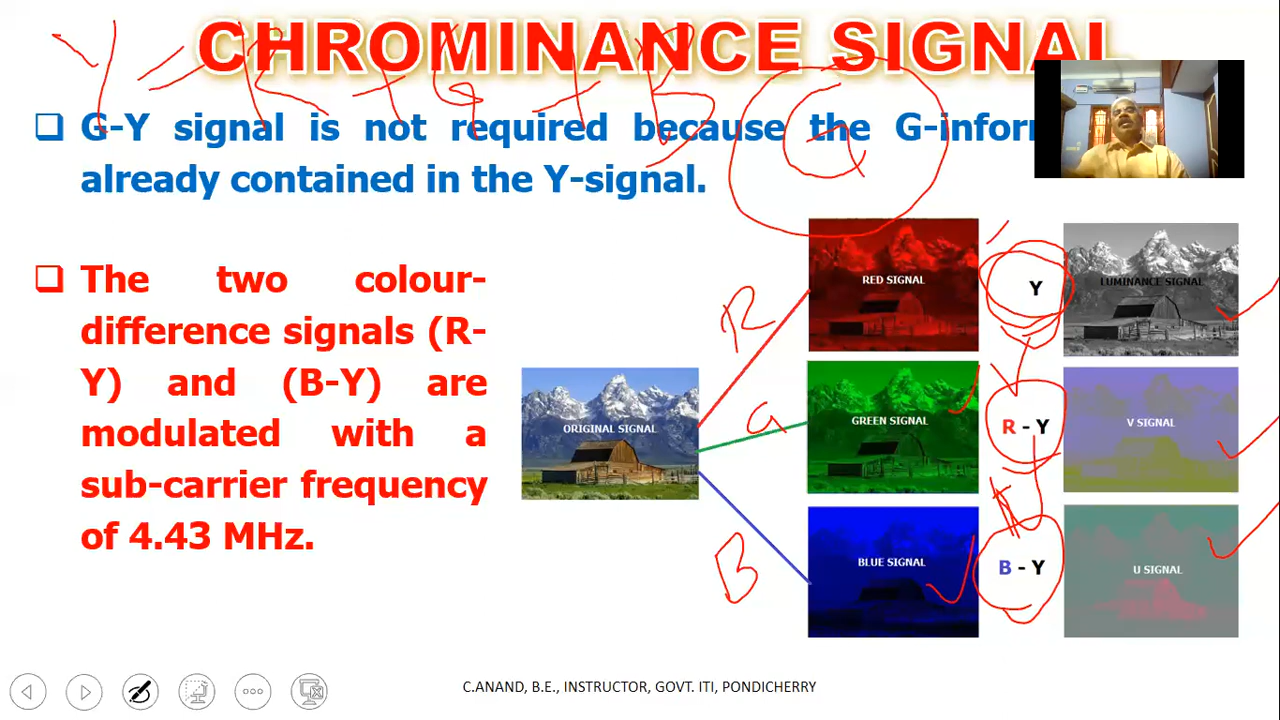 CHROMINANCE SIGNAL
Y = R + G + B
G
❑ G-Y signal is not required because the G-infor
already contained in the Y-signal.
❑ The two colour-
difference signals (R-
Y) and (B-Y) are
modulated with a
sub-carrier frequency
of 4.43 MHz.
ORIGINAL SIGNAL
R
G
B
RED SIGNAL
GREEN SIGNAL
BLUE SIGNAL
Y
R - Y
B - Y
LUMINANCE SIGNAL
V SIGNAL
U SIGNAL
C.ANAND, B.E., INSTRUCTOR, GOVT. ITI, PONDICHERRY